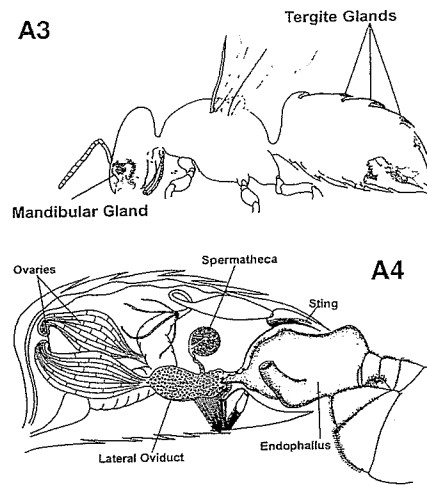 A3
Tergite Glands
Mandibular Gland
Spermatheca
Ovaries
A4
Sting
Endophallus
Lateral Oviduct